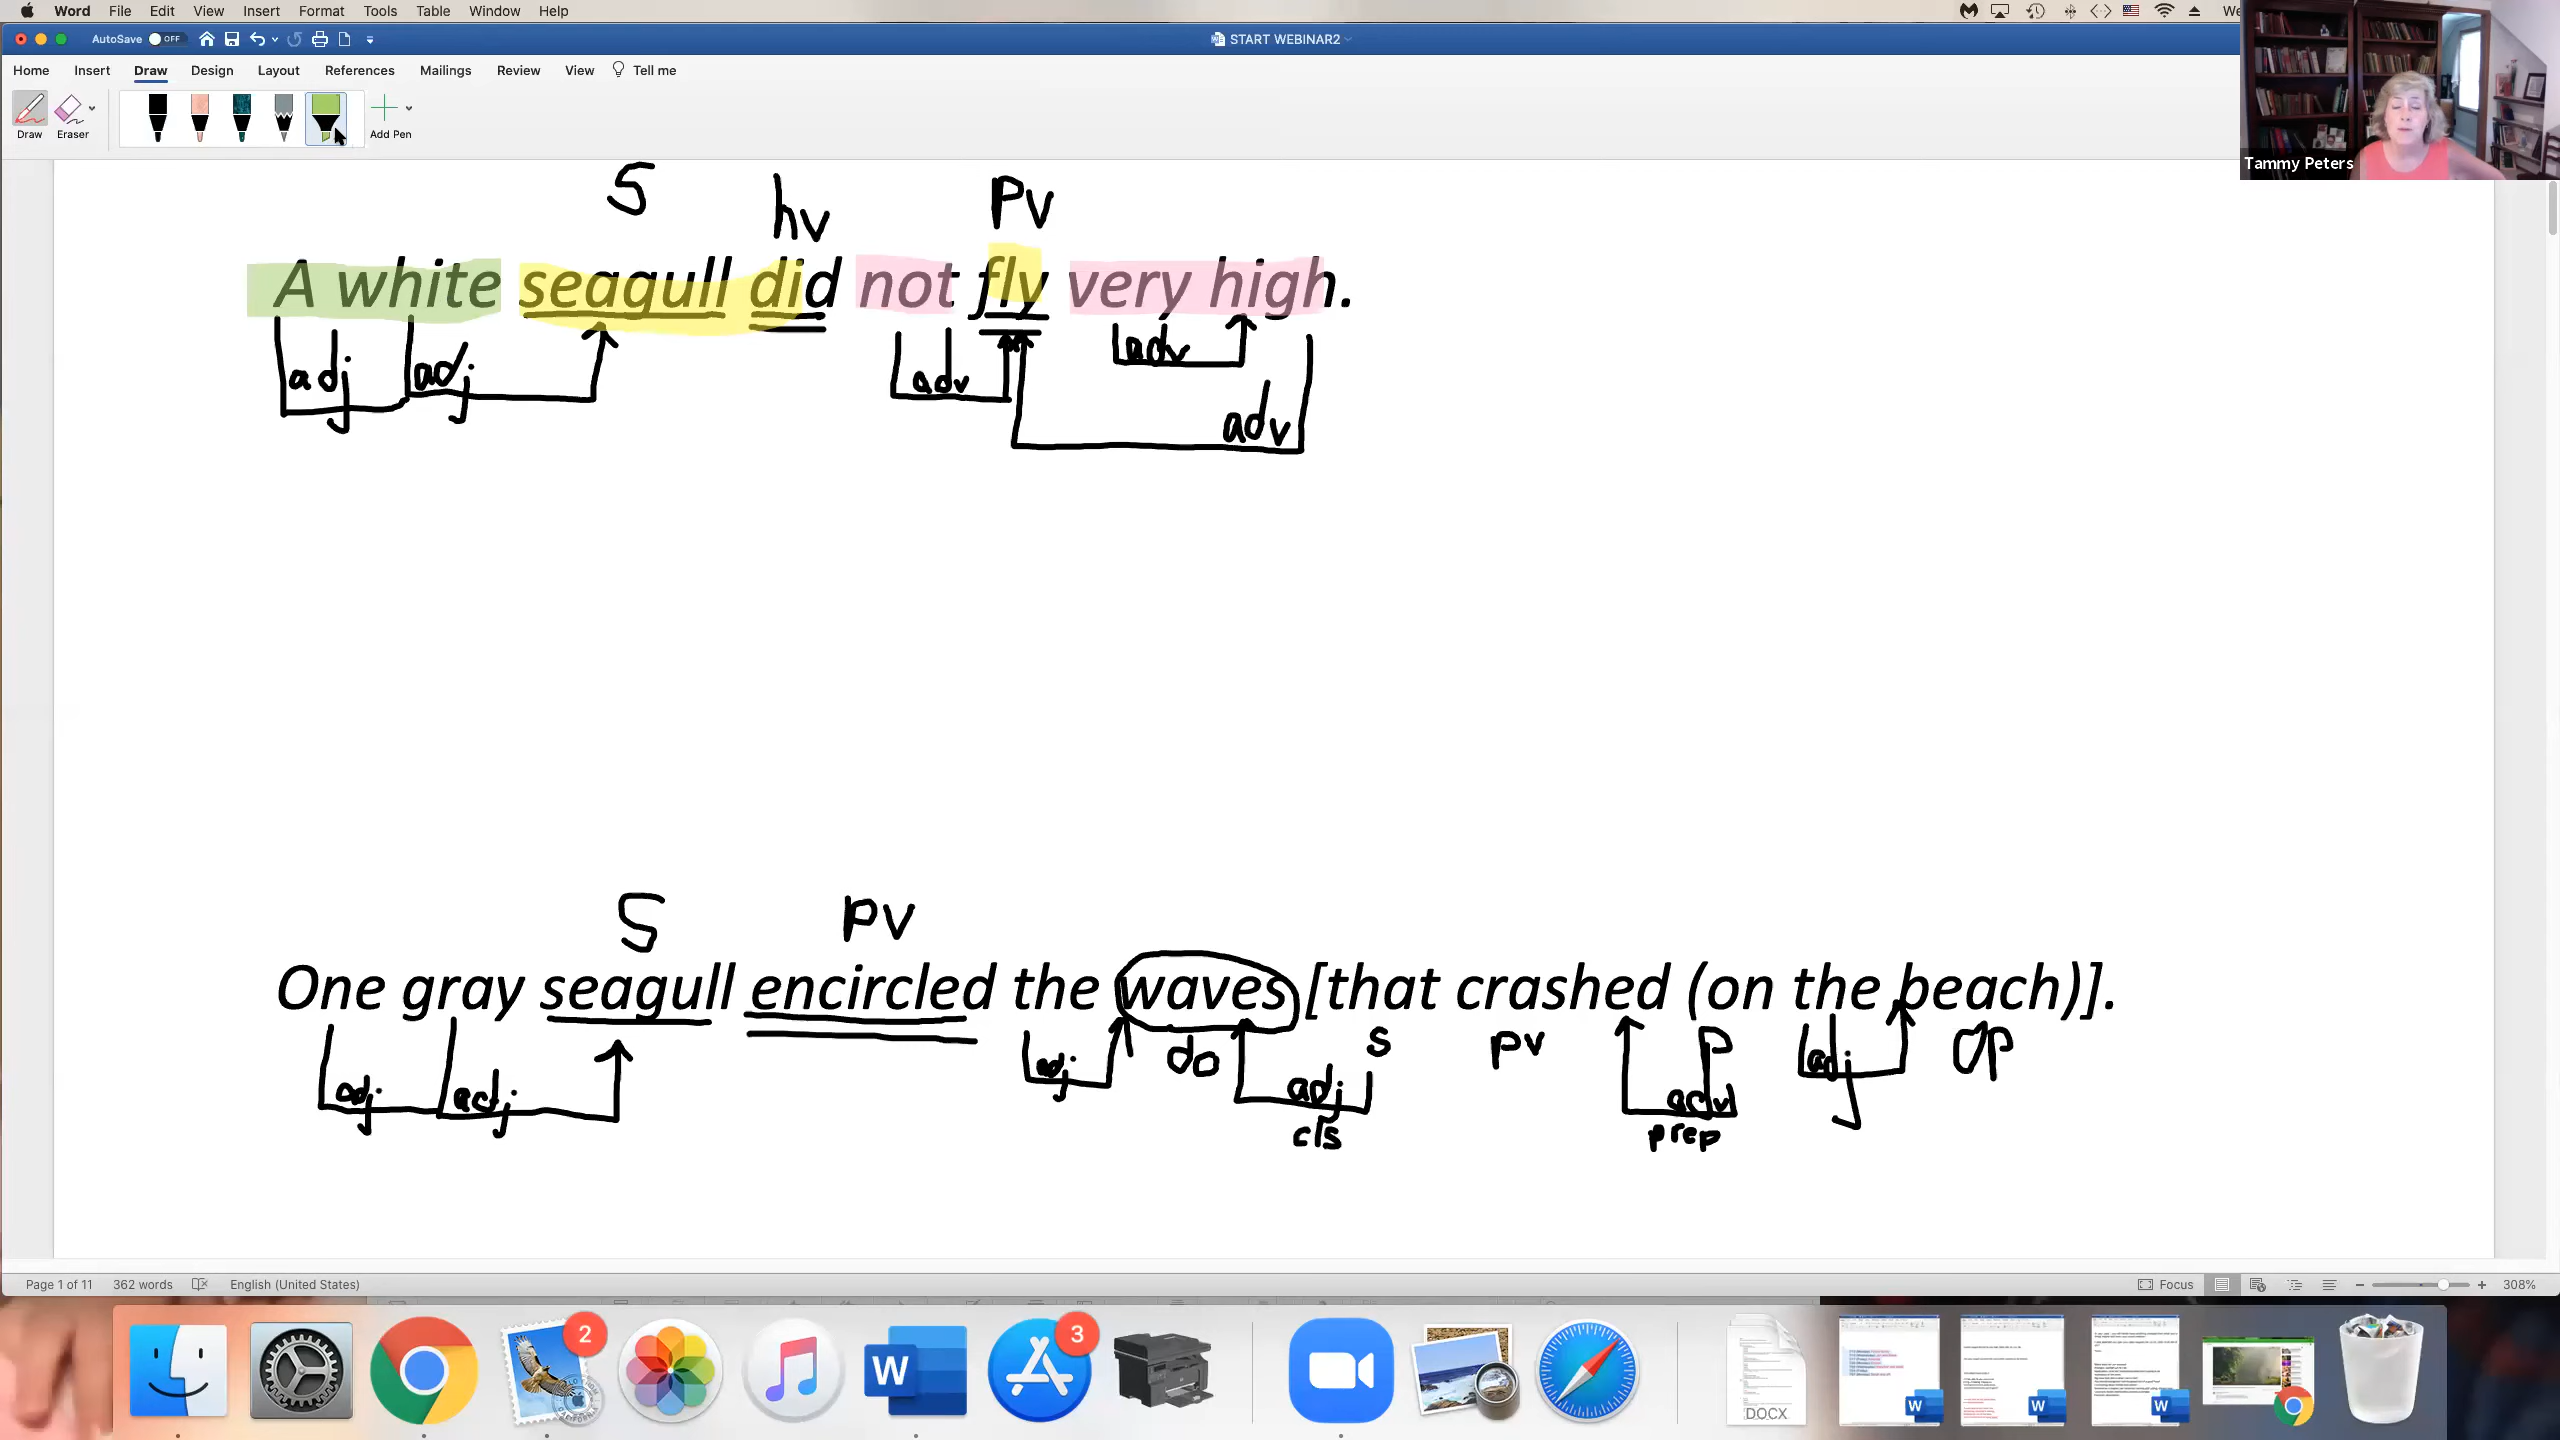 Word File Edit View Insert Format Tools Table Window Help We
AutoSave OFF START WEBINAR2
Home Insert Draw Design Layout References Mailings Review View Tell me
Draw Eraser Add Pen
Tammy Peters
S hv PV
A white seagull did not fly very high.
adj adj adv adv
adv
S PV
One gray seagull encircled the waves [that crashed (on the beach)].
adj adj adj do adj s pv adv P adj OP
cls prep
Page 1 of 11 362 words English (United States) Focus 308%
2 3
W DOCX W W W